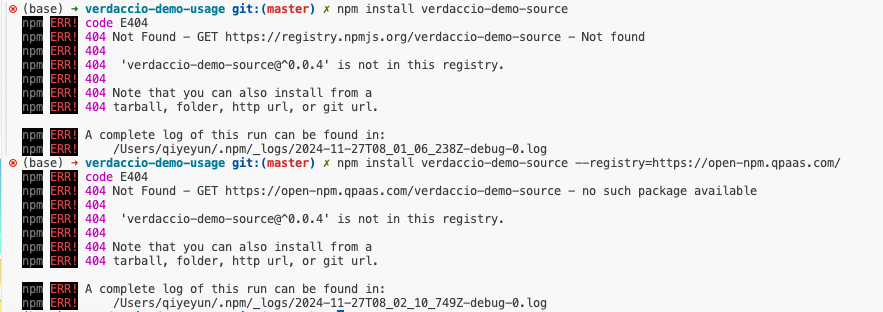 (base) ➜ verdaccio-demo-usage git:(master) ✗ npm install verdaccio-demo-source
npm ERR! code E404
npm ERR! 404 Not Found - GET https://registry.npmjs.org/verdaccio-demo-source - Not found
npm ERR! 404
npm ERR! 404  'verdaccio-demo-source@^0.0.4' is not in this registry.
npm ERR! 404
npm ERR! 404 Note that you can also install from a
npm ERR! 404 tarball, folder, http url, or git url.

npm ERR! A complete log of this run can be found in:
npm ERR!     /Users/qiyeyun/.npm/_logs/2024-11-27T08_01_06_238Z-debug-0.log
(base) ➜ verdaccio-demo-usage git:(master) ✗ npm install verdaccio-demo-source --registry=https://open-npm.qpaas.com/
npm ERR! code E404
npm ERR! 404 Not Found - GET https://open-npm.qpaas.com/verdaccio-demo-source - no such package available
npm ERR! 404
npm ERR! 404  'verdaccio-demo-source@^0.0.4' is not in this registry.
npm ERR! 404
npm ERR! 404 Note that you can also install from a
npm ERR! 404 tarball, folder, http url, or git url.

npm ERR! A complete log of this run can be found in:
npm ERR!     /Users/qiyeyun/.npm/_logs/2024-11-27T08_02_10_749Z-debug-0.log